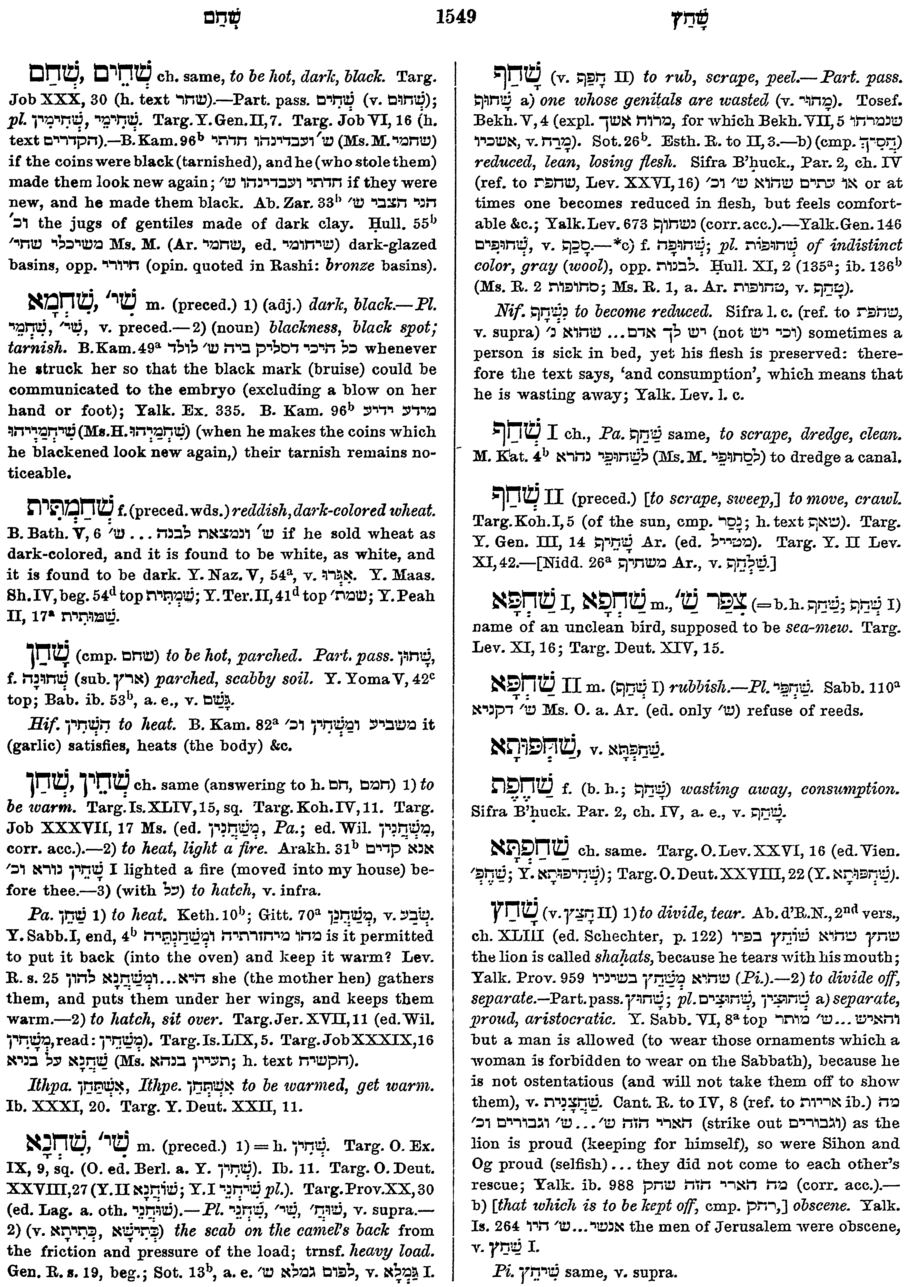 שְׁחַם 1549 שָׁחַץ
שְׁחֵים, שְׁחַם ch. same, to be hot, dark, black. Targ.
Job XXX, 30 (h. text שחר).—Part. pass. שְׁחִים (v. שָׁחוּם);
pl. שְׁחִימֵי, שְׁחִימִין. Targ. Y. Gen. II, 7. Targ. Job VI, 16 (h.
text הקדרים).—B. Kam. 96ᵇ ש' ועבדינהו חדתי (Ms. M. שחמי)
if the coins were black (tarnished), and he (who stole them)
made them look new again; חדתי ועבדינהו ש' if they were
new, and he made them black. Ab. Zar. 33ᵇ חני חצבי ש'
וכ' the jugs of gentiles made of dark clay. Ḥull. 55ᵇ
משיכלי שחי' Ms. M. (Ar. שחמי, ed. שיחומי) dark-glazed
basins, opp. חיורי (opin. quoted in Rashi: bronze basins).
שַׁחְמָא, שִׁי' m. (preced.) 1) (adj.) dark, black.—Pl.
שַׁחְמֵי, שִׁי', v. preced.—2) (noun) blackness, black spot;
tarnish. B. Kam. 49ᵃ כל היכי דסליק ביה ש' לולד whenever
he struck her so that the black mark (bruise) could be
communicated to the embryo (excluding a blow on her
hand or foot); Yalk. Ex. 335. B. Kam. 96ᵇ מידע ידיע
שִׁיחְמַיְיהוּ (Ms. H. שַׁחְמַיְהוּ) (when he makes the coins which
he blackened look new again,) their tarnish remains no-
ticeable.
שְׁחַמְתִּית f. (preced. wds.) reddish, dark-colored wheat.
B. Bath. V, 6 ש' ונמצאת לבנה ... ש' if he sold wheat as
dark-colored, and it is found to be white, as white, and
it is found to be dark. Y. Naz. V, 54ᵃ, v. אִגְּרוּ. Y. Maas.
Sh. IV, beg. 54ᵈ top שְׁמְתִּית; Y. Ter. II, 41ᵈ top שמת'; Y. Peah
II, 17ᵃ שַׁמּוּתִית.
שָׁחַן (cmp. שחם) to be hot, parched. Part. pass. שָׁחוּן,
f. שְׁחוּנָה (sub. ארץ) parched, scabby soil. Y. Yoma V, 42ᶜ
top; Bab. ib. 53ᵇ, a. e., v. גָּשַׁם.
Hif. הִשְׁחִין to heat. B. Kam. 82ᵃ משביע וּמַשְׁחִין וכ' it
(garlic) satisfies, heats (the body) &c.
שְׁחֵין, שְׁחַן ch. same (answering to h. חמם, חם) 1) to
be warm. Targ. Is. XLIV, 15, sq. Targ. Koh. IV, 11. Targ.
Job XXXVII, 17 Ms. (ed. מְשַׁחֲנִין, Pa.; ed. Wil. מַשְׁחֲנִין,
corr. acc.).—2) to heat, light a fire. Arakh. 31ᵇ אנא קדים
שָׁחִין נורא וכ' I lighted a fire (moved into my house) be-
fore thee.—3) (with על) to hatch, v. infra.
Pa. שַׁחֵן 1) to heat. Keth. 10ᵇ; Gitt. 70ᵃ מְשַׁחֲנָן, v. שָׂבַע.
Y. Sabb. I, end, 4ᵇ מהו מיחזרתיה וּמְשַׁחֲנָתֵיהּ is it permitted
to put it back (into the oven) and keep it warm? Lev.
R. s. 25 היא...וּמְשַׁחֲנָא להון she (the mother hen) gathers
them, and puts them under her wings, and keeps them
warm.—2) to hatch, sit over. Targ. Jer. XVII, 11 (ed. Wil.
מְשָׁחִין, read: מְשַׁחֵין). Targ. Is. LIX, 5. Targ. Job XXXIX, 16
שַׁחֲנָא על בניא (Ms. תעיין בנהא; h. text הקשיח).
Ithpa. אִשְׁתַּחַן, Ithpe. אִשְׁתְּחֵן to be warmed, get warm.
Ib. XXXI, 20. Targ. Y. Deut. XXII, 11.
שַׁחֲנָא, שִׁי' m. (preced.) 1) = h. שְׁחִין. Targ. O. Ex.
IX, 9, sq. (O. ed. Berl. a. Y. שְׁחִין). Ib. 11. Targ. O. Deut.
XXVIII, 27 (Y. II שׁוּחֲנָא; Y. I שִׁיחֲנֵי pl.). Targ. Prov. XX, 30
(ed. Lag. a. oth. שׁוּחֲנֵי).—Pl. שַׁחֲנֵי, שִׁי', שׁוּחֲ', v. supra.—
2) (v. כְּתִישָׁא, כְּתִיתָא) the scab on the camel's back from
the friction and pressure of the load; trnsf. heavy load.
Gen. R. s. 19, beg.; Sot. 13ᵇ, a. e. לפום גמלא ש', v. גַּמְלָא I.
שָׁחַף (v. חָפַף II) to rub, scrape, peel.—Part. pass.
שָׁחוּף a) one whose genitals are wasted (v. מָחוּי). Tosef.
Bekh. V, 4 (expl. מרוח אשך, for which Bekh. VII, 5 שנמרחו
אשכיו, v. מָרַח). Sot. 26ᵇ. Esth. R. to II, 3.—b) (cmp. חֲסִיךְ)
reduced, lean, losing flesh. Sifra B'ḥuck., Par. 2, ch. IV
(ref. to שחפת, Lev. XXVI, 16) או עתים שהוא ש' וכ' or at
times one becomes reduced in flesh, but feels comfort-
able &c.; Yalk. Lev. 673 נשחוף (corr. acc.).—Yalk. Gen. 146
שְׁחוּפִים, v. סָכַף.—*c) f. שְׁחוּפָה; pl. שְׁחוּפוֹת of indistinct
color, gray (wool), opp. לבנות. Ḥull. XI, 2 (135ᵃ; ib. 136ᵇ
(Ms. R. 2 סחופות; Ms. R. 1, a. Ar. טחופות, v. טָחַף).
Nif. נִשְׁחַף to become reduced. Sifra l. c. (ref. to שחפת,
v. supra) יש לך אדם ... שהוא נ' (not וכי יש) sometimes a
person is sick in bed, yet his flesh is preserved: there-
fore the text says, 'and consumption', which means that
he is wasting away; Yalk. Lev. l. c.
שְׁחַף I ch., Pa. שַׁחֵף same, to scrape, dredge, clean.
M. Kat. 4ᵇ לשחופי נהרא (Ms. M. לסחופי) to dredge a canal.
שְׁחַף II (preced.) [to scrape, sweep,] to move, crawl.
Targ. Koh. I, 5 (of the sun, cmp. נְסַר; h. text שאף). Targ.
Y. Gen. III, 14 שָׁחִיף Ar. (ed. מטייל). Targ. Y. II Lev.
XI, 42.—[Nidd. 26ᵃ משחיף Ar., v. שְׁלְחַף.]
שַׁחְפָא I, שַׁחֲפָא m., צִפַּר שַׁ' (=b. h. שַׁחַף; שְׁחַף I)
name of an unclean bird, supposed to be sea-mew. Targ.
Lev. XI, 16; Targ. Deut. XIV, 15.
שַׁחְפָא II m. (שְׁחַף I) rubbish.—Pl. שַׁחְפֵי. Sabb. 110ᵃ
ש' דקניא Ms. O. a. Ar. (ed. only ש') refuse of reeds.
שַׁחְפוּתָא, v. שַׁחֶפְתָּא.
שַׁחֶפֶת f. (b. h.; שָׁחַף) wasting away, consumption.
Sifra B'ḥuck. Par. 2, ch. IV, a. e., v. שָׁחַף.
שַׁחַפְתָּא ch. same. Targ. O. Lev. XXVI, 16 (ed. Vien.
שַׁחֶפְ'; Y. שְׁחִיפוּתָא); Targ. O. Deut. XXVIII, 22 (Y. שַׁחְפוּתָא).
שָׁחַץ (v. חָצַץ II) 1) to divide, tear. Ab. d'R. N., 2ⁿᵈ vers.,
ch. XLIII (ed. Schechter, p. 122) שחץ שהוא שׁוֹחֵץ בפיו
the lion is called shaḥats, because he tears with his mouth;
Yalk. Prov. 959 שהוא מְשַׁחֵץ בשיניו (Pi.).—2) to divide off,
separate.—Part. pass. שָׁחוּץ; pl. שְׁחוּצִים, שְׁחוּצִין a) separate,
proud, aristocratic. Y. Sabb. VI, 8ᵃ top והאיש ...ש' מותר
but a man is allowed (to wear those ornaments which a
woman is forbidden to wear on the Sabbath), because he
is not ostentatious (and will not take them off to show
them), v. שַׁחֲצָנִית. Cant. R. to IV, 8 (ref. to אריות ib.) מה
הארי הזה ש'...ש' וגבורים וכ' (strike out וגבורים) as the
lion is proud (keeping for himself), so were Sihon and
Og proud (selfish) ... they did not come to each other's
rescue; Yalk. ib. 988 מה הארי הזה שחק (corr. acc.).—
b) [that which is to be kept off, cmp. רחק,] obscene. Yalk.
Is. 264 אנשי...ש' היו the men of Jerusalem were obscene,
v. שַׁחַץ I.
Pi. שִׁיחֵץ same, v. supra.